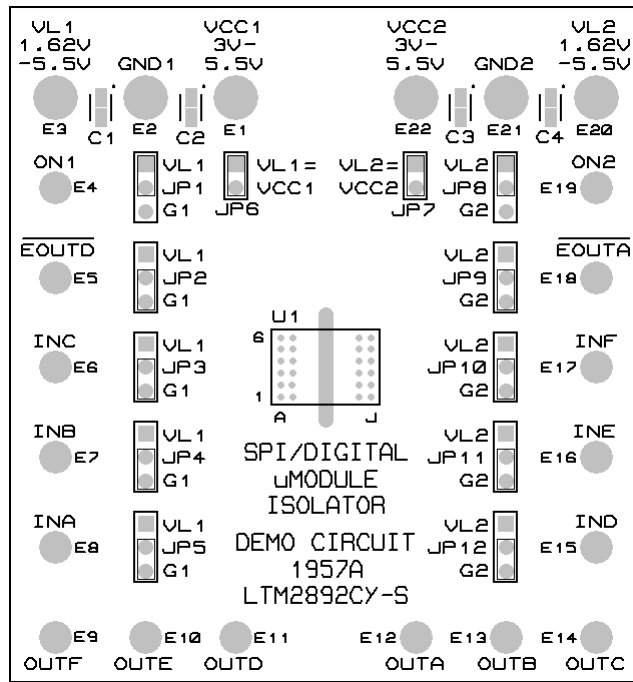 VL1
1.62V
-5.5V
GND1
VCC1
3V-
5.5V
VCC2
3V-
5.5V
GND2
VL2
1.62V
-5.5V
E3
C1
E2
C2
E1
E22
C3
E21
C4
E20
ON1
E4
VL1
JP1
G1
VL1=
VCC1
JP6
VL2=
VCC2
JP7
VL2
JP8
G2
ON2
E19
EOUTD
E5
VL1
JP2
G1
VL2
JP9
G2
EOUTA
E18
U1
6
1
A
J
INC
E6
VL1
JP3
G1
VL2
JP10
G2
INF
E17
INB
E7
VL1
JP4
G1
SPI/DIGITAL
uMODULE
ISOLATOR
VL2
JP11
G2
INE
E16
INA
E8
VL1
JP5
G1
DEMO CIRCUIT
1957A
LTM2892CY-S
VL2
JP12
G2
IND
E15
E9
OUTF
E10
OUTE
E11
OUTD
E12
OUTA
E13
OUTB
E14
OUTC